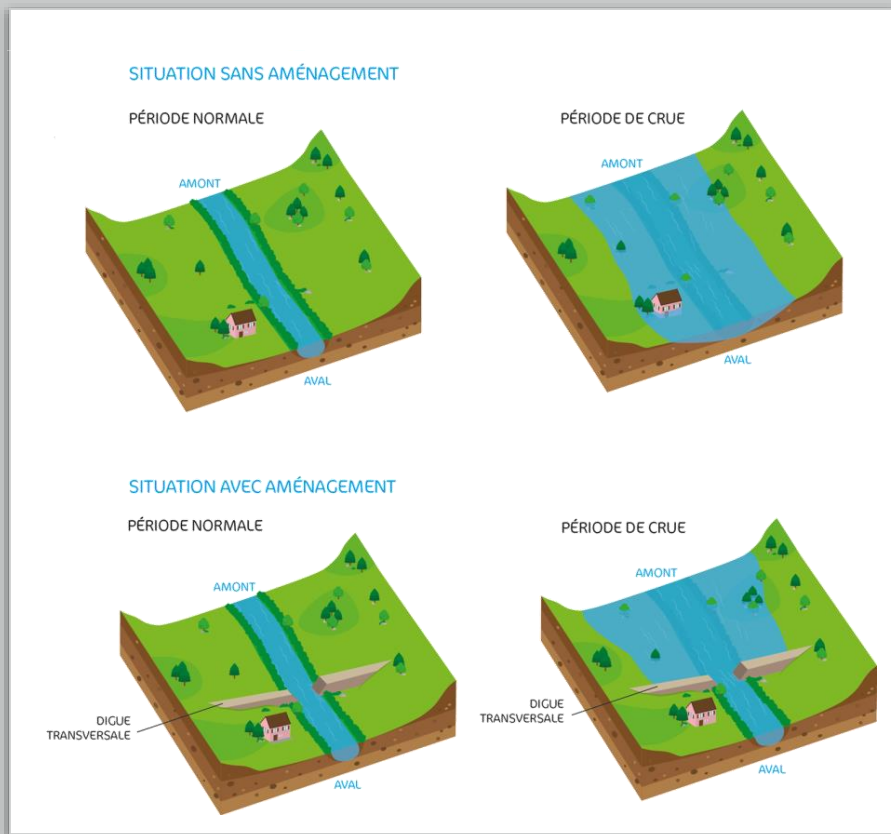 SITUATION SANS AMÉNAGEMENT
PÉRIODE NORMALE
PÉRIODE DE CRUE
AMONT
AMONT
AVAL
AVAL
SITUATION AVEC AMÉNAGEMENT
PÉRIODE NORMALE
PÉRIODE DE CRUE
AMONT
AMONT
DIGUE
TRANSVERSALE
DIGUE
TRANSVERSALE
AVAL
AVAL